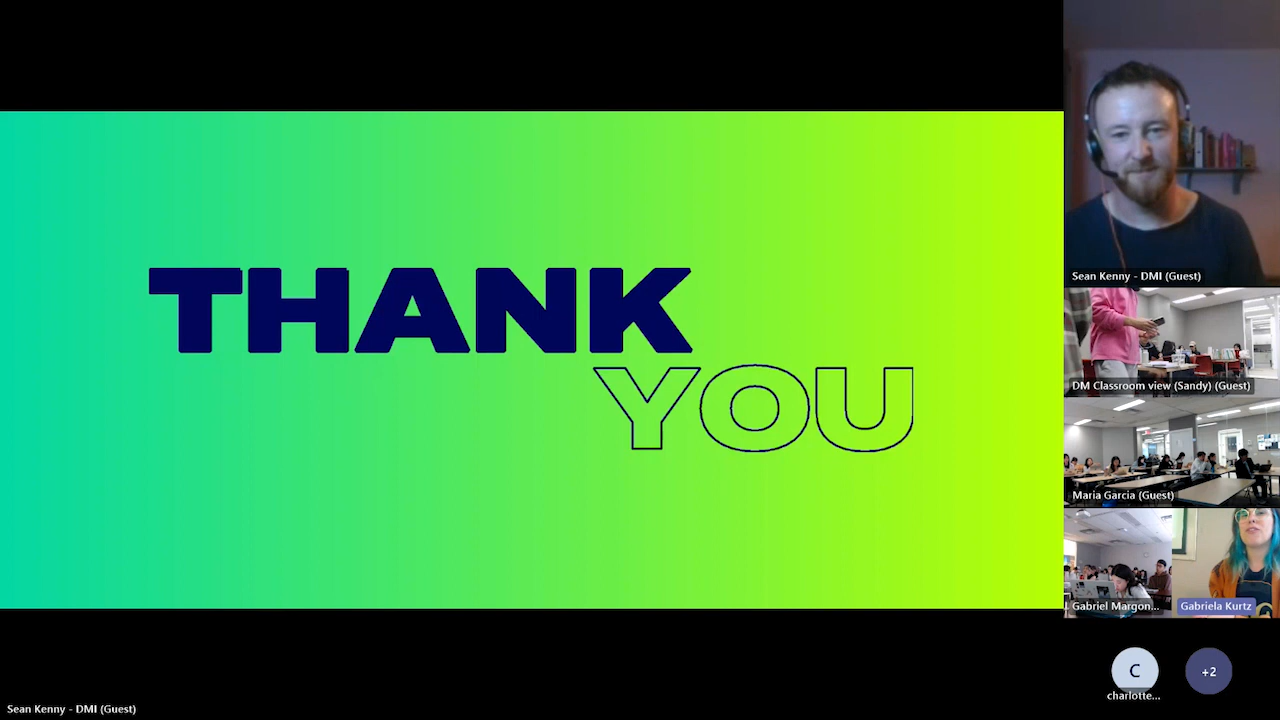 THANK
YOU
Sean Kenny - DMI (Guest)
DM Classroom view (Sandy) (Guest)
Maria Garcia (Guest)
Gabriel Margon...
Gabriela Kurtz
C
+2
charlotte...
Sean Kenny - DMI (Guest)